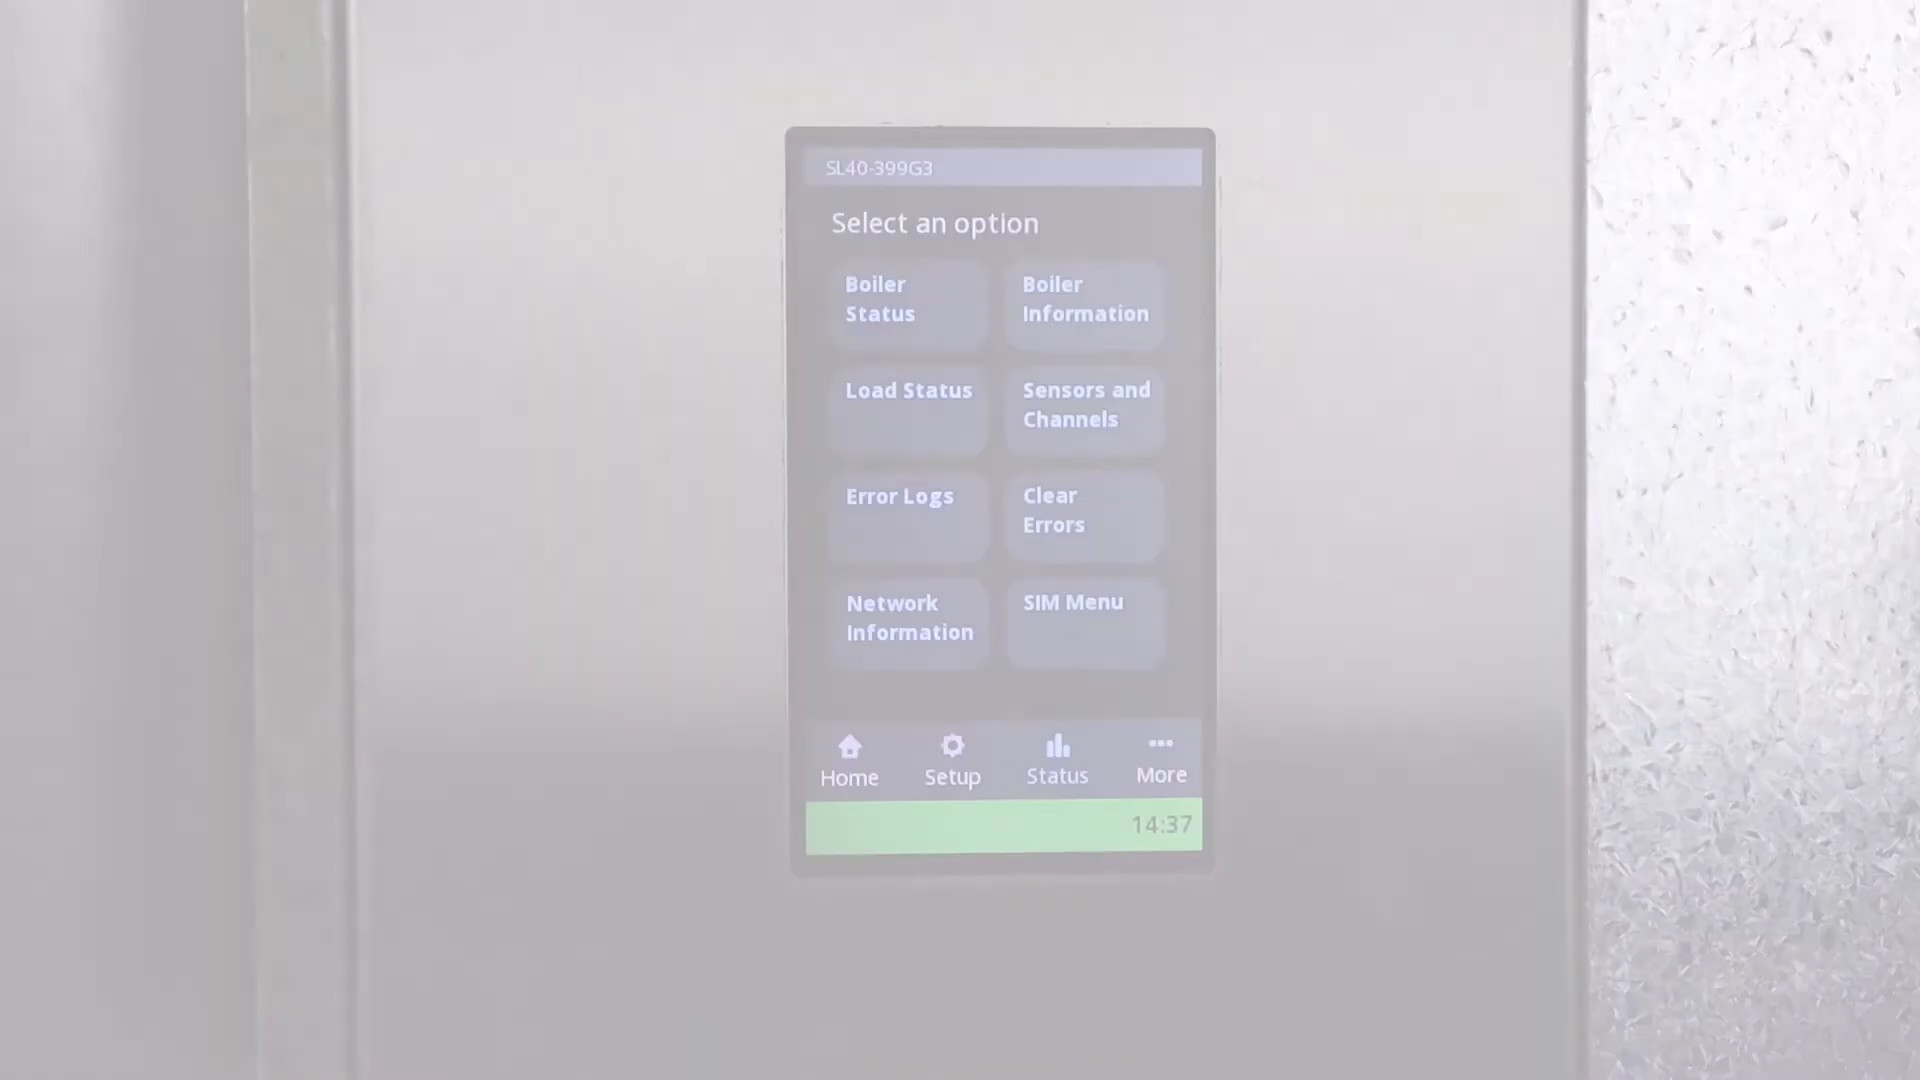 SL40-399G3
Select an option
Boiler
Status
Boiler
Information
Load Status
Sensors and
Channels
Error Logs
Clear
Errors
Network
Information
SIM Menu
Home
Setup
Status
More
14:37